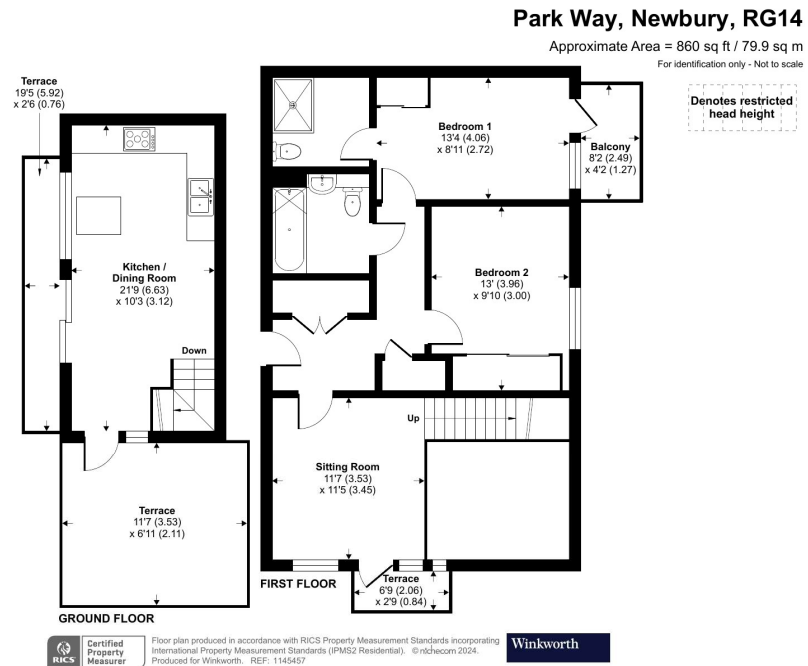 Park Way, Newbury, RG14
Approximate Area = 860 sq ft / 79.9 sq m
For identification only - Not to scale
Denotes restricted
head height
Terrace
19'5 (5.92)
x 2'6 (0.76)
Kitchen /
Dining Room
21'9 (6.63)
x 10'3 (3.12)
Down
Terrace
11'7 (3.53)
x 6'11 (2.11)
GROUND FLOOR
Bedroom 1
13'4 (4.06)
x 8'11 (2.72)
Balcony
8'2 (2.49)
x 4'2 (1.27)
Bedroom 2
13' (3.96)
x 9'10 (3.00)
Up
Sitting Room
11'7 (3.53)
x 11'5 (3.45)
Terrace
6'9 (2.06)
x 2'9 (0.84)
FIRST FLOOR
RICS
Certified
Property
Measurer
Floor plan produced in accordance with RICS Property Measurement Standards incorporating
International Property Measurement Standards (IPMS2 Residential). © nichecom 2024.
Produced for Winkworth. REF: 1145457
Winkworth